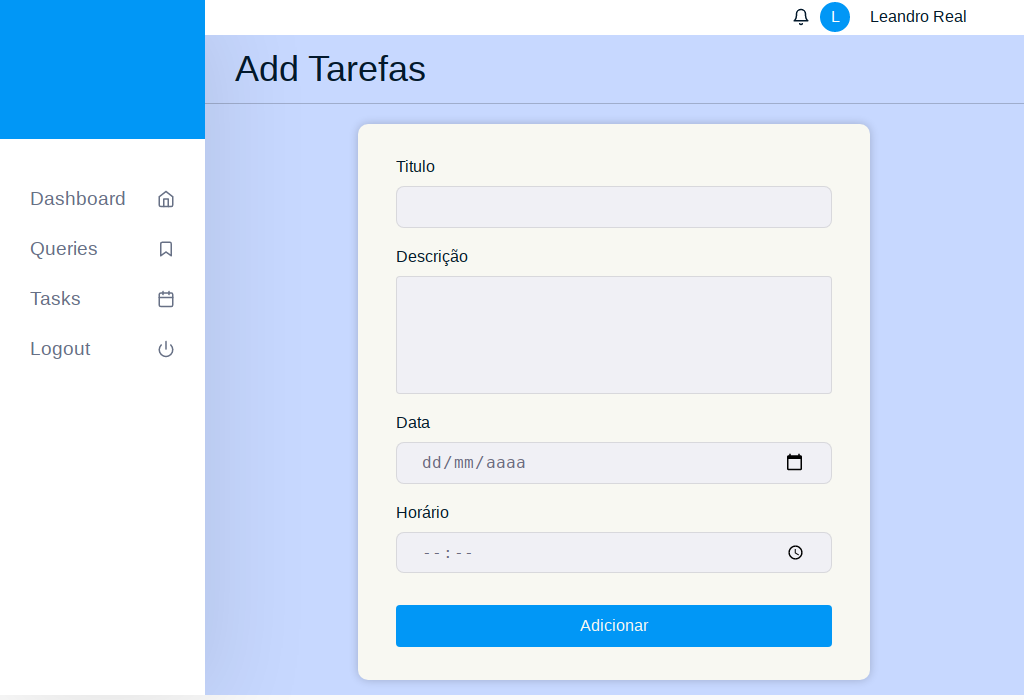 L Leandro Real
Add Tarefas
Dashboard
Queries
Tasks
Logout
Titulo
Descrição
Data
dd/mm/aaaa
Horário
--:--
Adicionar